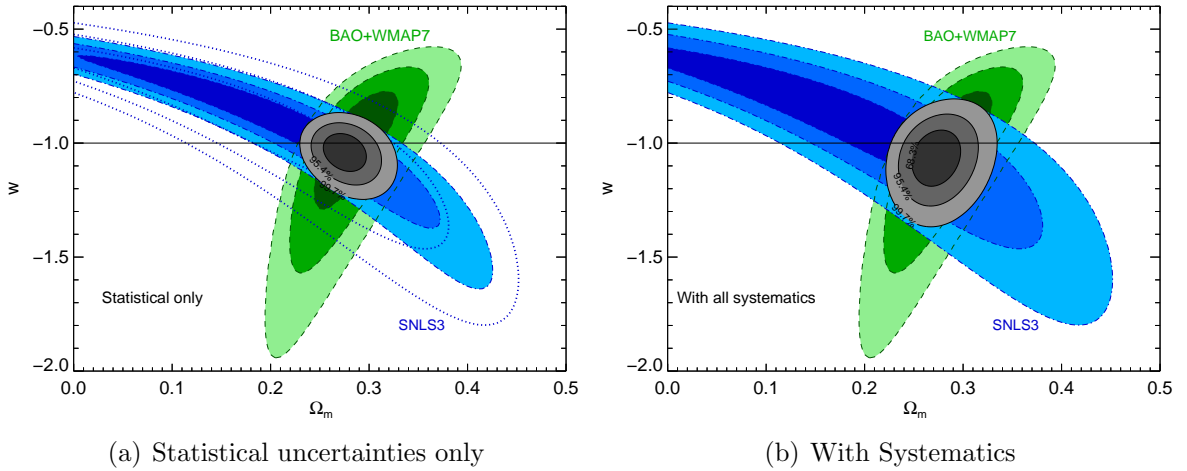 −0.5
−1.0
−1.5
−2.0
w
BAO+WMAP7
95.4%
99.7%
Statistical only
SNLS3
0.0 0.1 0.2 0.3 0.4 0.5
Ωm
(a) Statistical uncertainties only
−0.5
−1.0
−1.5
−2.0
w
BAO+WMAP7
68.3%
95.4%
99.7%
With all systematics
SNLS3
0.0 0.1 0.2 0.3 0.4 0.5
Ωm
(b) With Systematics